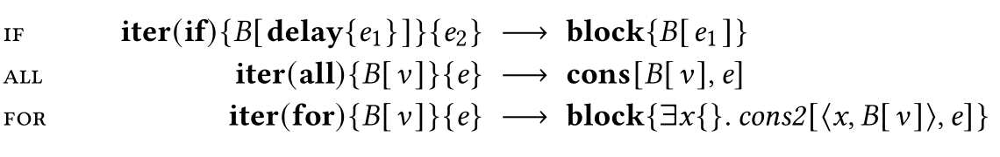 IF iter(if){B[delay{e₁}]}{e₂} ⟶ block{B[e₁]}
ALL iter(all){B[v]}{e} ⟶ cons[B[v], e]
FOR iter(for){B[v]}{e} ⟶ block{∃x{}. cons2[⟨x, B[v]⟩, e]}